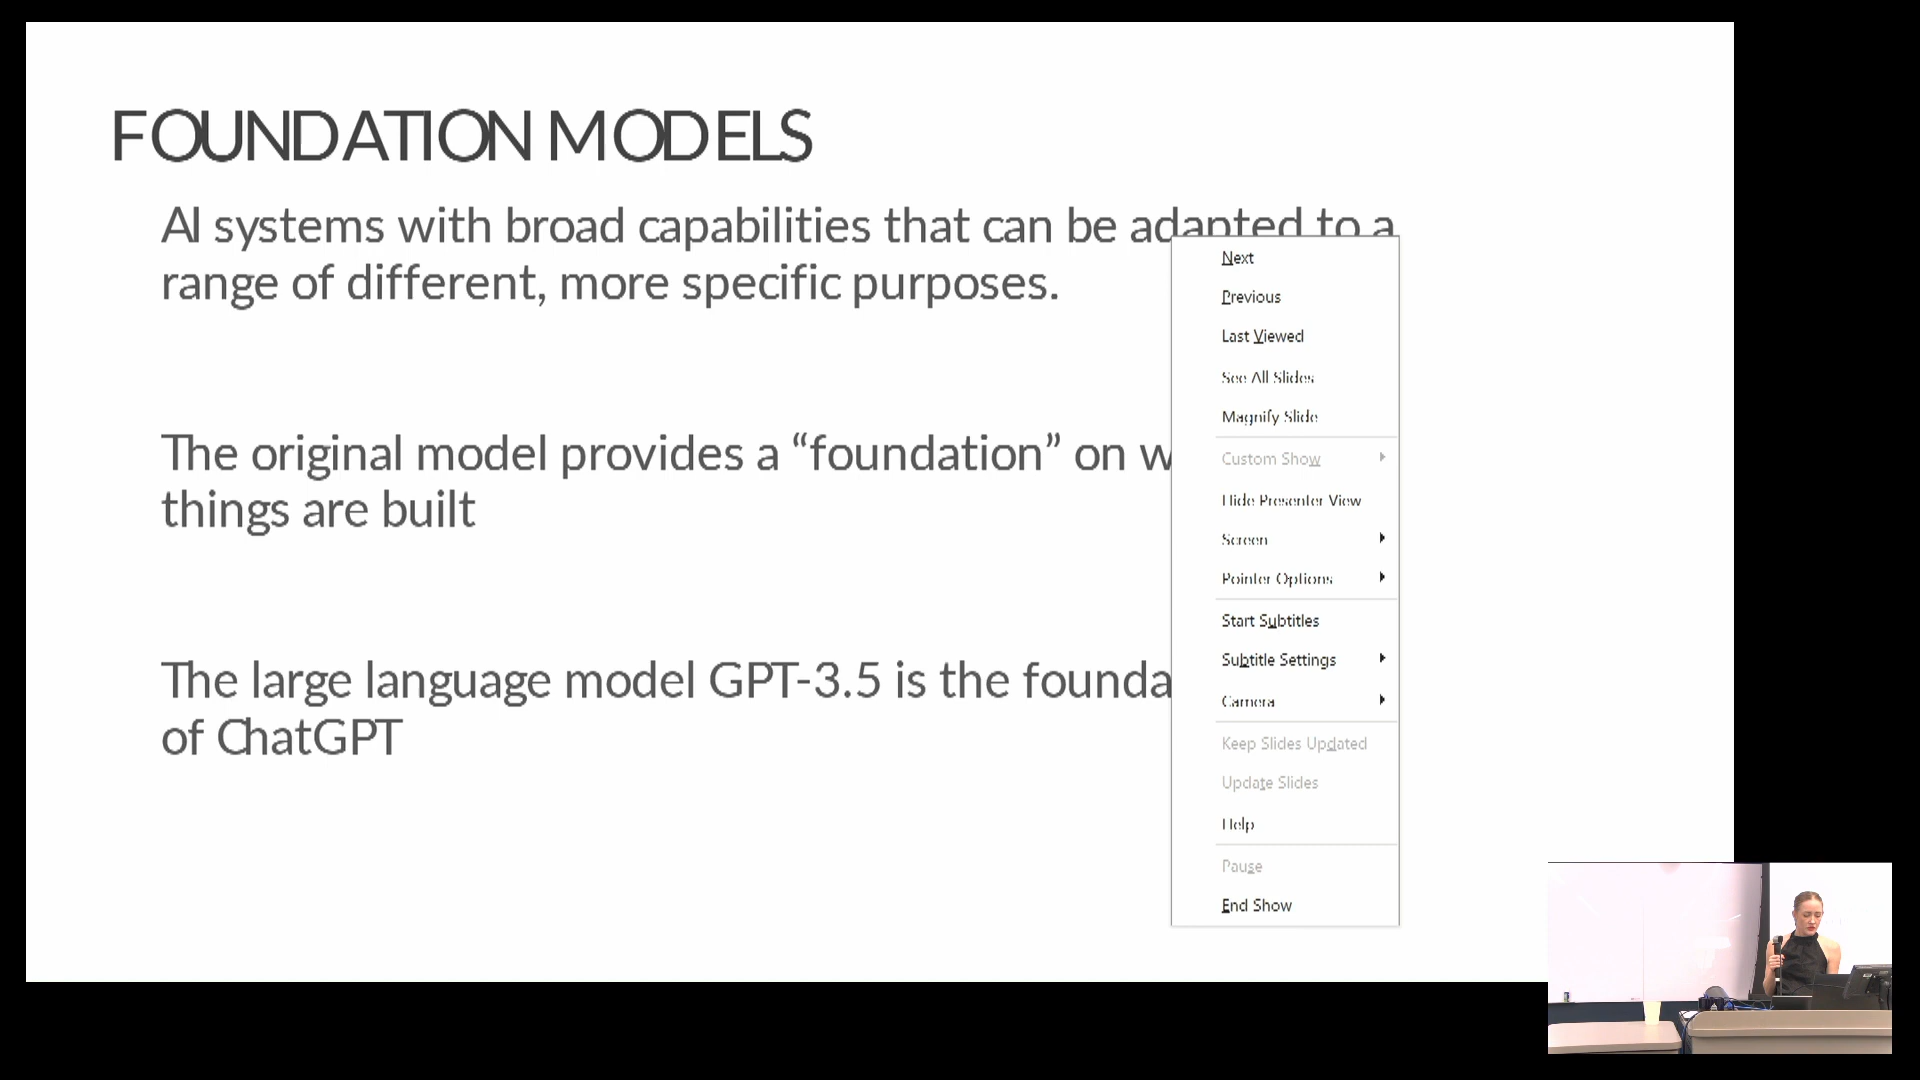 FOUNDATION MODELS
AI systems with broad capabilities that can be adapted to a
range of different, more specific purposes.
The original model provides a “foundation” on w
things are built
The large language model GPT-3.5 is the founda
of ChatGPT
Next
Previous
Last Viewed
See All Slides
Magnify Slide
Custom Show
Hide Presenter View
Screen
Pointer Options
Start Subtitles
Subtitle Settings
Camera
Keep Slides Updated
Update Slides
Help
Pause
End Show